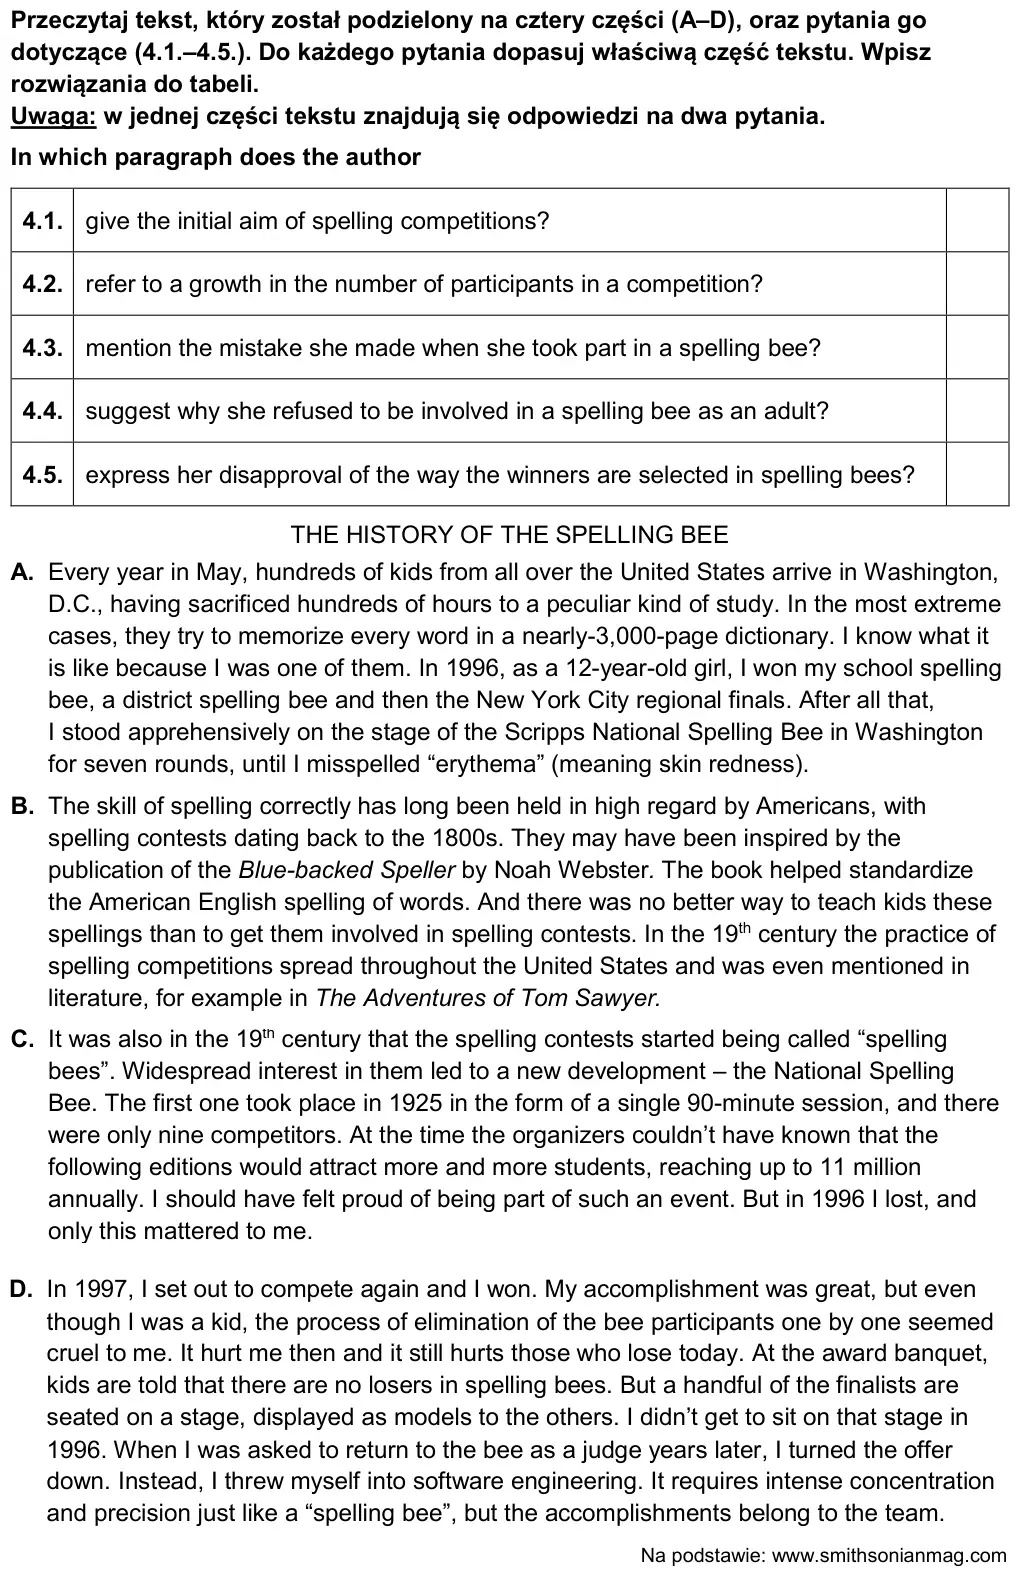 Przeczytaj tekst, który został podzielony na cztery części (A–D), oraz pytania go
dotyczące (4.1.–4.5.). Do każdego pytania dopasuj właściwą część tekstu. Wpisz
rozwiązania do tabeli.
Uwaga: w jednej części tekstu znajdują się odpowiedzi na dwa pytania.
In which paragraph does the author
4.1. give the initial aim of spelling competitions?
4.2. refer to a growth in the number of participants in a competition?
4.3. mention the mistake she made when she took part in a spelling bee?
4.4. suggest why she refused to be involved in a spelling bee as an adult?
4.5. express her disapproval of the way the winners are selected in spelling bees?
THE HISTORY OF THE SPELLING BEE
A. Every year in May, hundreds of kids from all over the United States arrive in Washington,
D.C., having sacrificed hundreds of hours to a peculiar kind of study. In the most extreme
cases, they try to memorize every word in a nearly-3,000-page dictionary. I know what it
is like because I was one of them. In 1996, as a 12-year-old girl, I won my school spelling
bee, a district spelling bee and then the New York City regional finals. After all that,
I stood apprehensively on the stage of the Scripps National Spelling Bee in Washington
for seven rounds, until I misspelled “erythema” (meaning skin redness).
B. The skill of spelling correctly has long been held in high regard by Americans, with
spelling contests dating back to the 1800s. They may have been inspired by the
publication of the Blue-backed Speller by Noah Webster. The book helped standardize
the American English spelling of words. And there was no better way to teach kids these
spellings than to get them involved in spelling contests. In the 19th century the practice of
spelling competitions spread throughout the United States and was even mentioned in
literature, for example in The Adventures of Tom Sawyer.
C. It was also in the 19th century that the spelling contests started being called “spelling
bees”. Widespread interest in them led to a new development – the National Spelling
Bee. The first one took place in 1925 in the form of a single 90-minute session, and there
were only nine competitors. At the time the organizers couldn’t have known that the
following editions would attract more and more students, reaching up to 11 million
annually. I should have felt proud of being part of such an event. But in 1996 I lost, and
only this mattered to me.
D. In 1997, I set out to compete again and I won. My accomplishment was great, but even
though I was a kid, the process of elimination of the bee participants one by one seemed
cruel to me. It hurt me then and it still hurts those who lose today. At the award banquet,
kids are told that there are no losers in spelling bees. But a handful of the finalists are
seated on a stage, displayed as models to the others. I didn’t get to sit on that stage in
1996. When I was asked to return to the bee as a judge years later, I turned the offer
down. Instead, I threw myself into software engineering. It requires intense concentration
and precision just like a “spelling bee”, but the accomplishments belong to the team.
Na podstawie: www.smithsonianmag.com